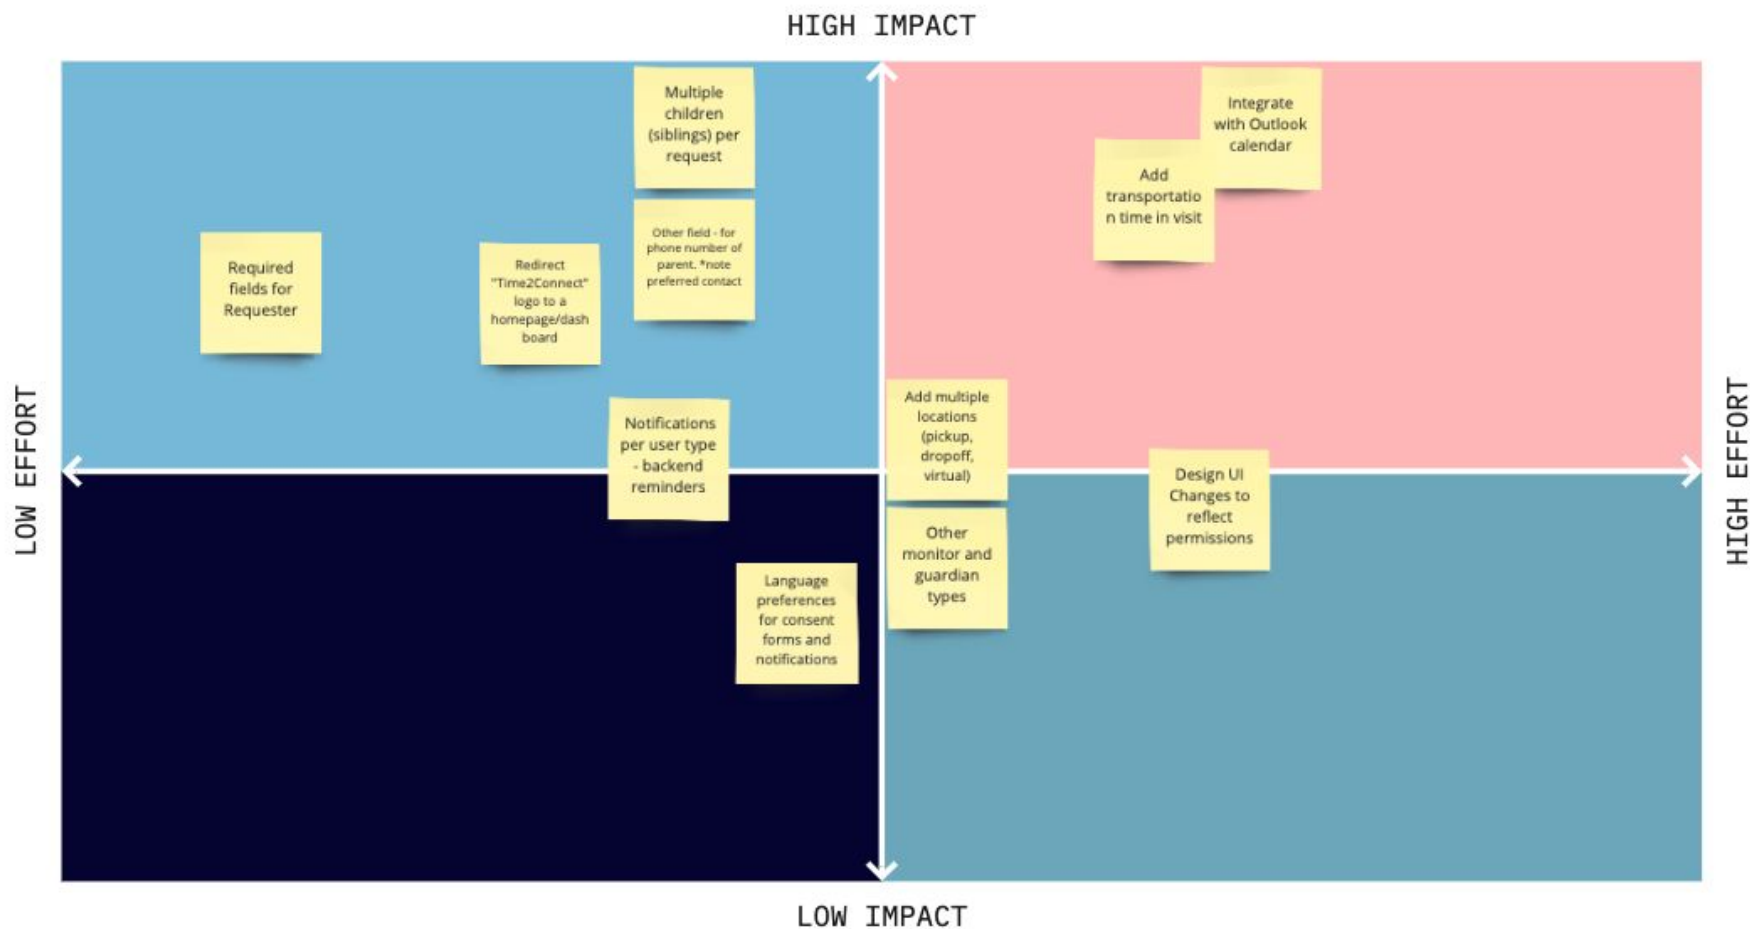 HIGH IMPACT
Multiple
children
(siblings) per
request
Integrate
with Outlook
calendar
Add
transportatio
n time in visit
Other field - for
phone number of
parent. *note
preferred contact
Required
fields for
Requester
Redirect
"Time2Connect"
logo to a
homepage/dash
board
LOW EFFORT
Notifications
per user type
- backend
reminders
Add multiple
locations
(pickup,
dropoff,
virtual)
Design UI
Changes to
reflect
permissions
HIGH EFFORT
Other
monitor and
guardian
types
Language
preferences
for consent
forms and
notifications
LOW IMPACT